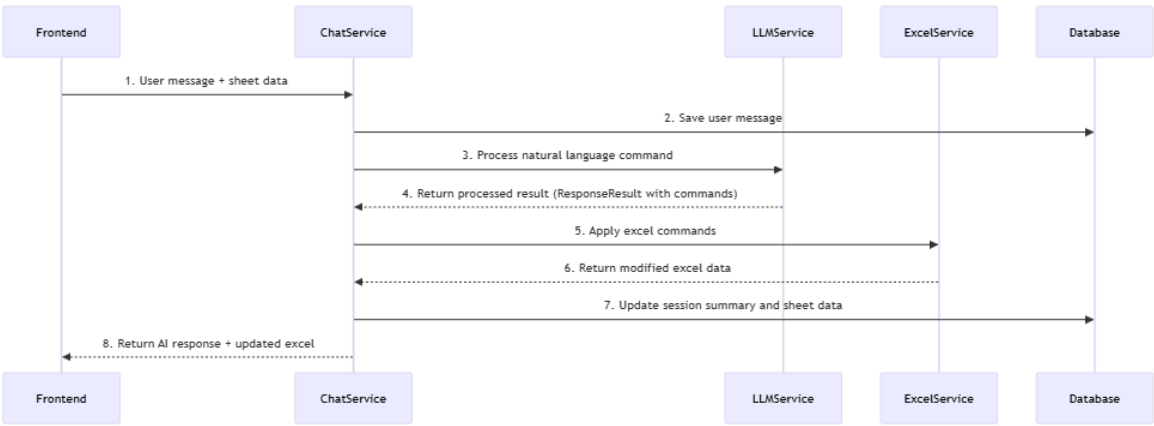 Frontend
ChatService
LLMService
ExcelService
Database
1. User message + sheet data
2. Save user message
3. Process natural language command
4. Return processed result (ResponseResult with commands)
5. Apply excel commands
6. Return modified excel data
7. Update session summary and sheet data
8. Return AI response + updated excel
Frontend
ChatService
LLMService
ExcelService
Database